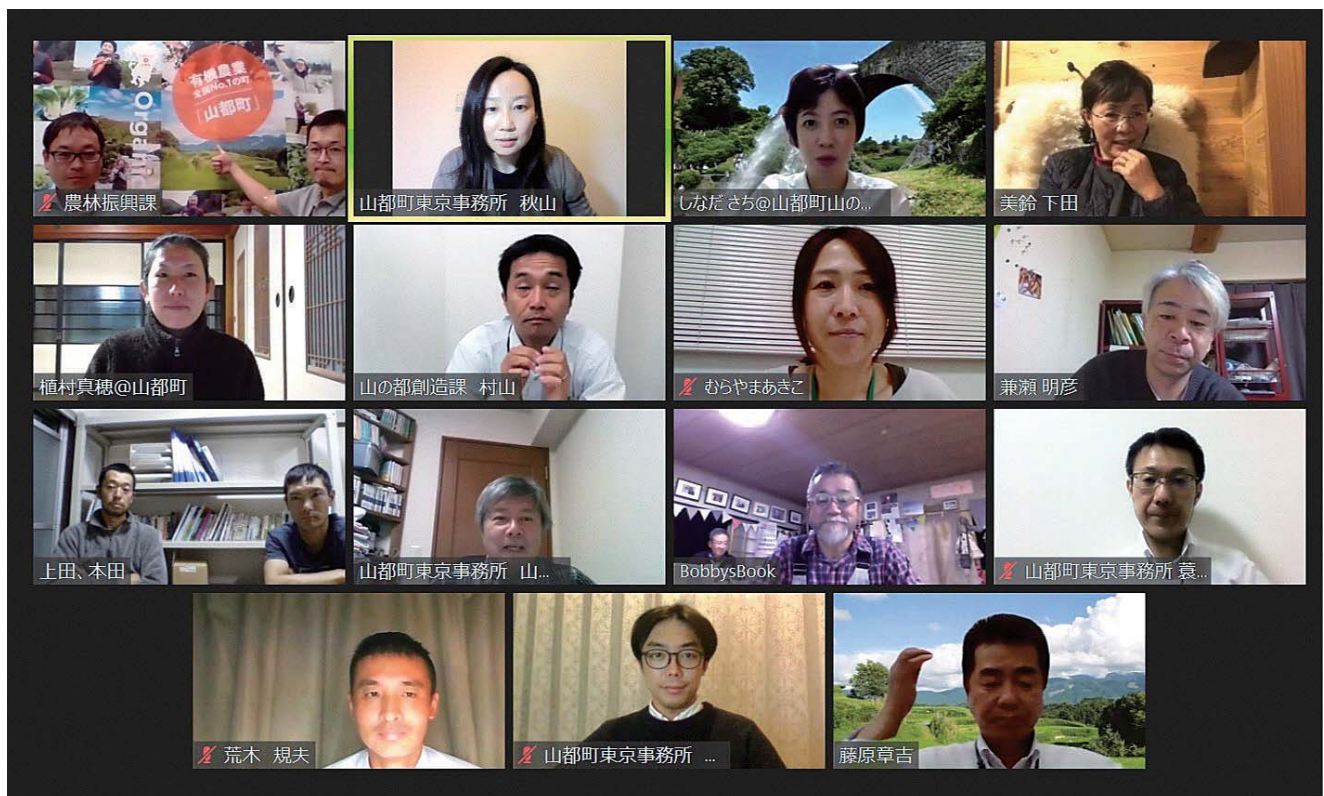 Orga
有機農業
全国No.1の町
「山都町」
農林振興課
山都町東京事務所 秋山
しなだ さち@山都町山の...
美鈴 下田
植村真穂@山都町
山の都創造課 村山
むらやまあきこ
兼瀬 明彦
上田、本田
山都町東京事務所 山...
BobbysBook
山都町東京事務所 蓑...
荒木 規夫
山都町東京事務所 ...
藤原章吉